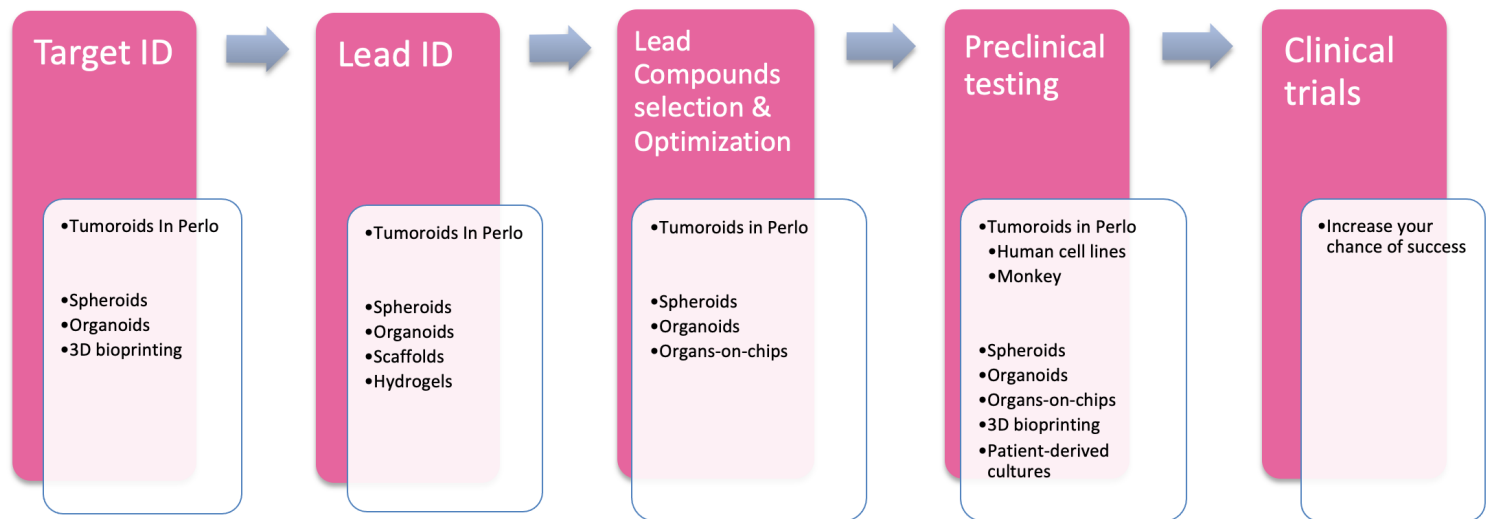 Target ID
•Tumoroids In Perlo
•Spheroids
•Organoids
•3D bioprinting
Lead ID
•Tumoroids In Perlo
•Spheroids
•Organoids
•Scaffolds
•Hydrogels
Lead
Compounds
selection &
Optimization
•Tumoroids in Perlo
•Spheroids
•Organoids
•Organs-on-chips
Preclinical
testing
•Tumoroids in Perlo
•Human cell lines
•Monkey
•Spheroids
•Organoids
•Organs-on-chips
•3D bioprinting
•Patient-derived
cultures
Clinical
trials
•Increase your
chance of success